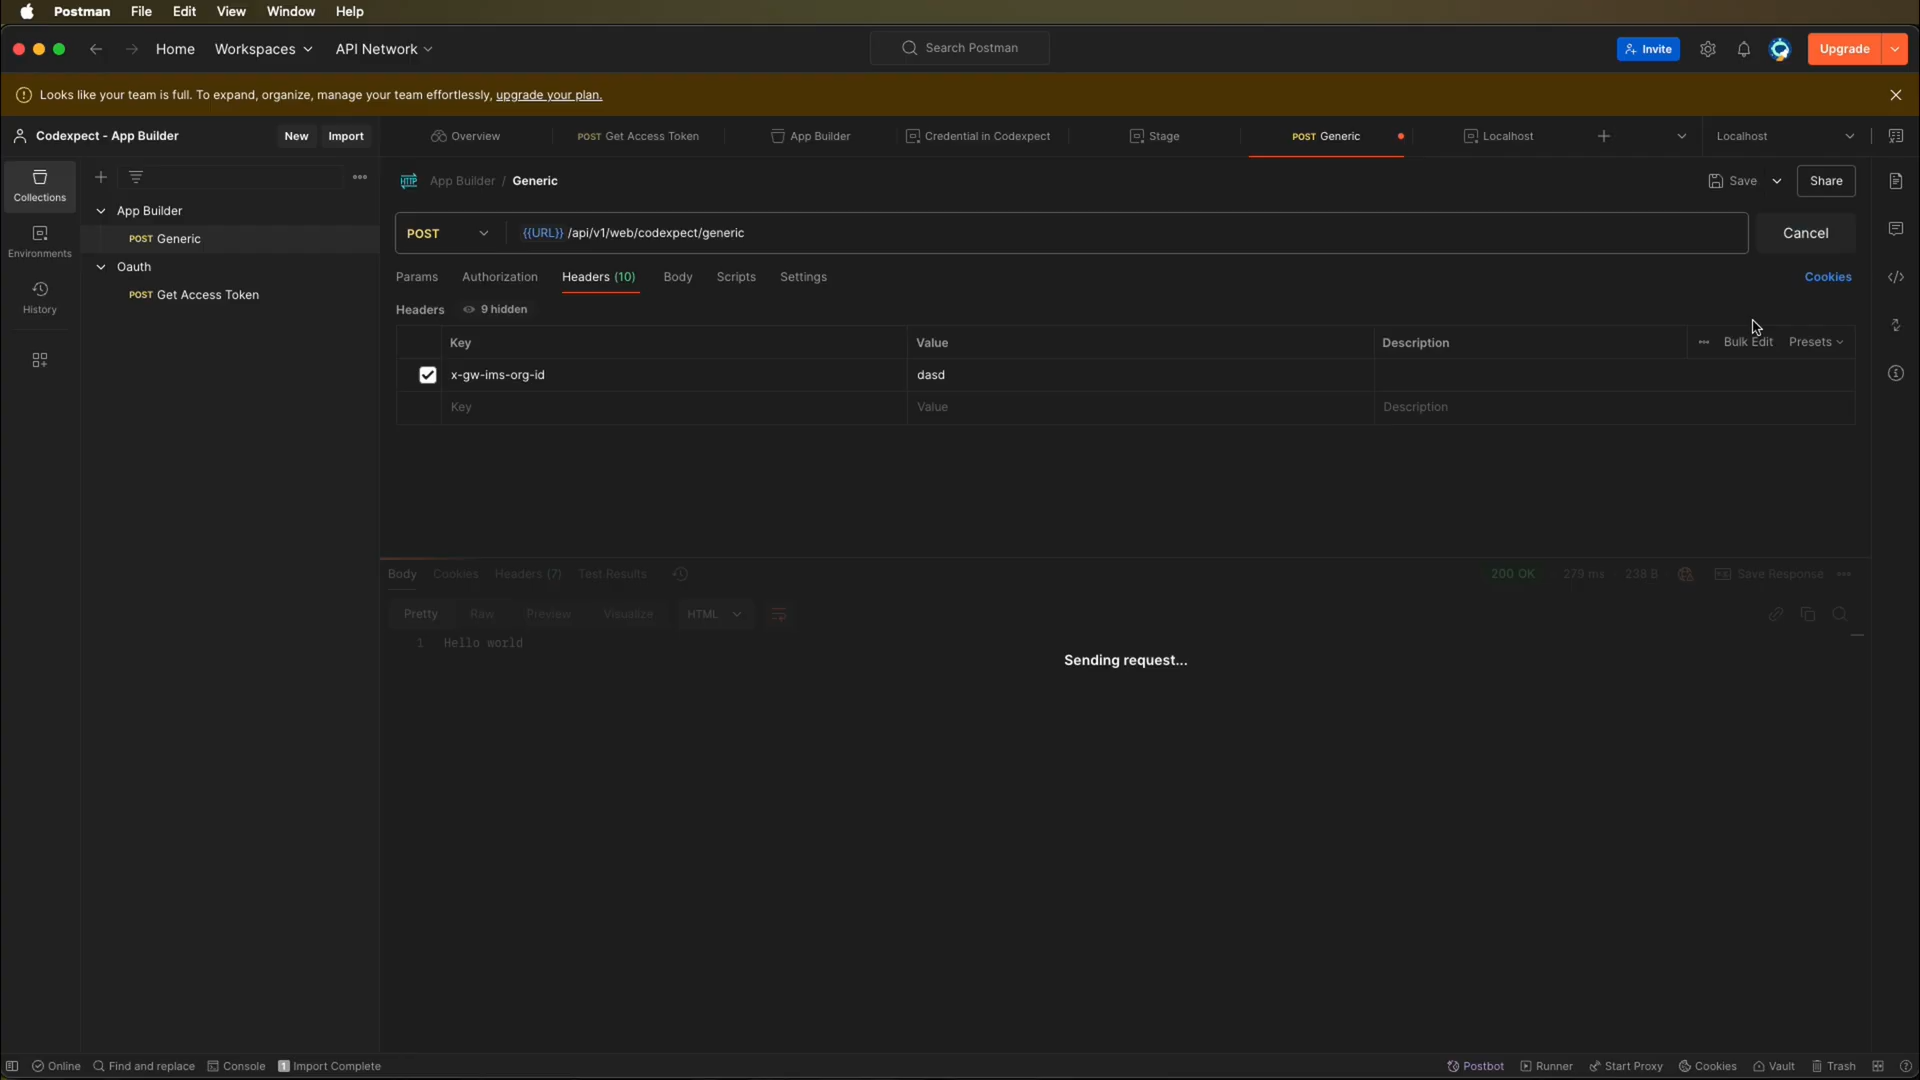 Postman File Edit View Window Help
Home Workspaces API Network Search Postman Invite Upgrade
Looks like your team is full. To expand, organize, manage your team effortlessly, upgrade your plan.
Codexpect - App Builder New Import Overview POST Get Access Token App Builder Credential in Codexpect Stage POST Generic Localhost Localhost
Collections
Environments
History
App Builder
POST Generic
Oauth
POST Get Access Token
App Builder / Generic Save Share
POST {{URL}} /api/v1/web/codexpect/generic Cancel
Params Authorization Headers (10) Body Scripts Settings Cookies
Headers 9 hidden
Key Value Description Bulk Edit Presets
x-gw-ims-org-id dasd
Key Value Description
Body Cookies Headers (7) Test Results 200 OK 279 ms 238 B Save Response
Pretty Raw Preview Visualize HTML
1 Hello world
Sending request...
Online Find and replace Console 1 Import Complete Postbot Runner Start Proxy Cookies Vault Trash